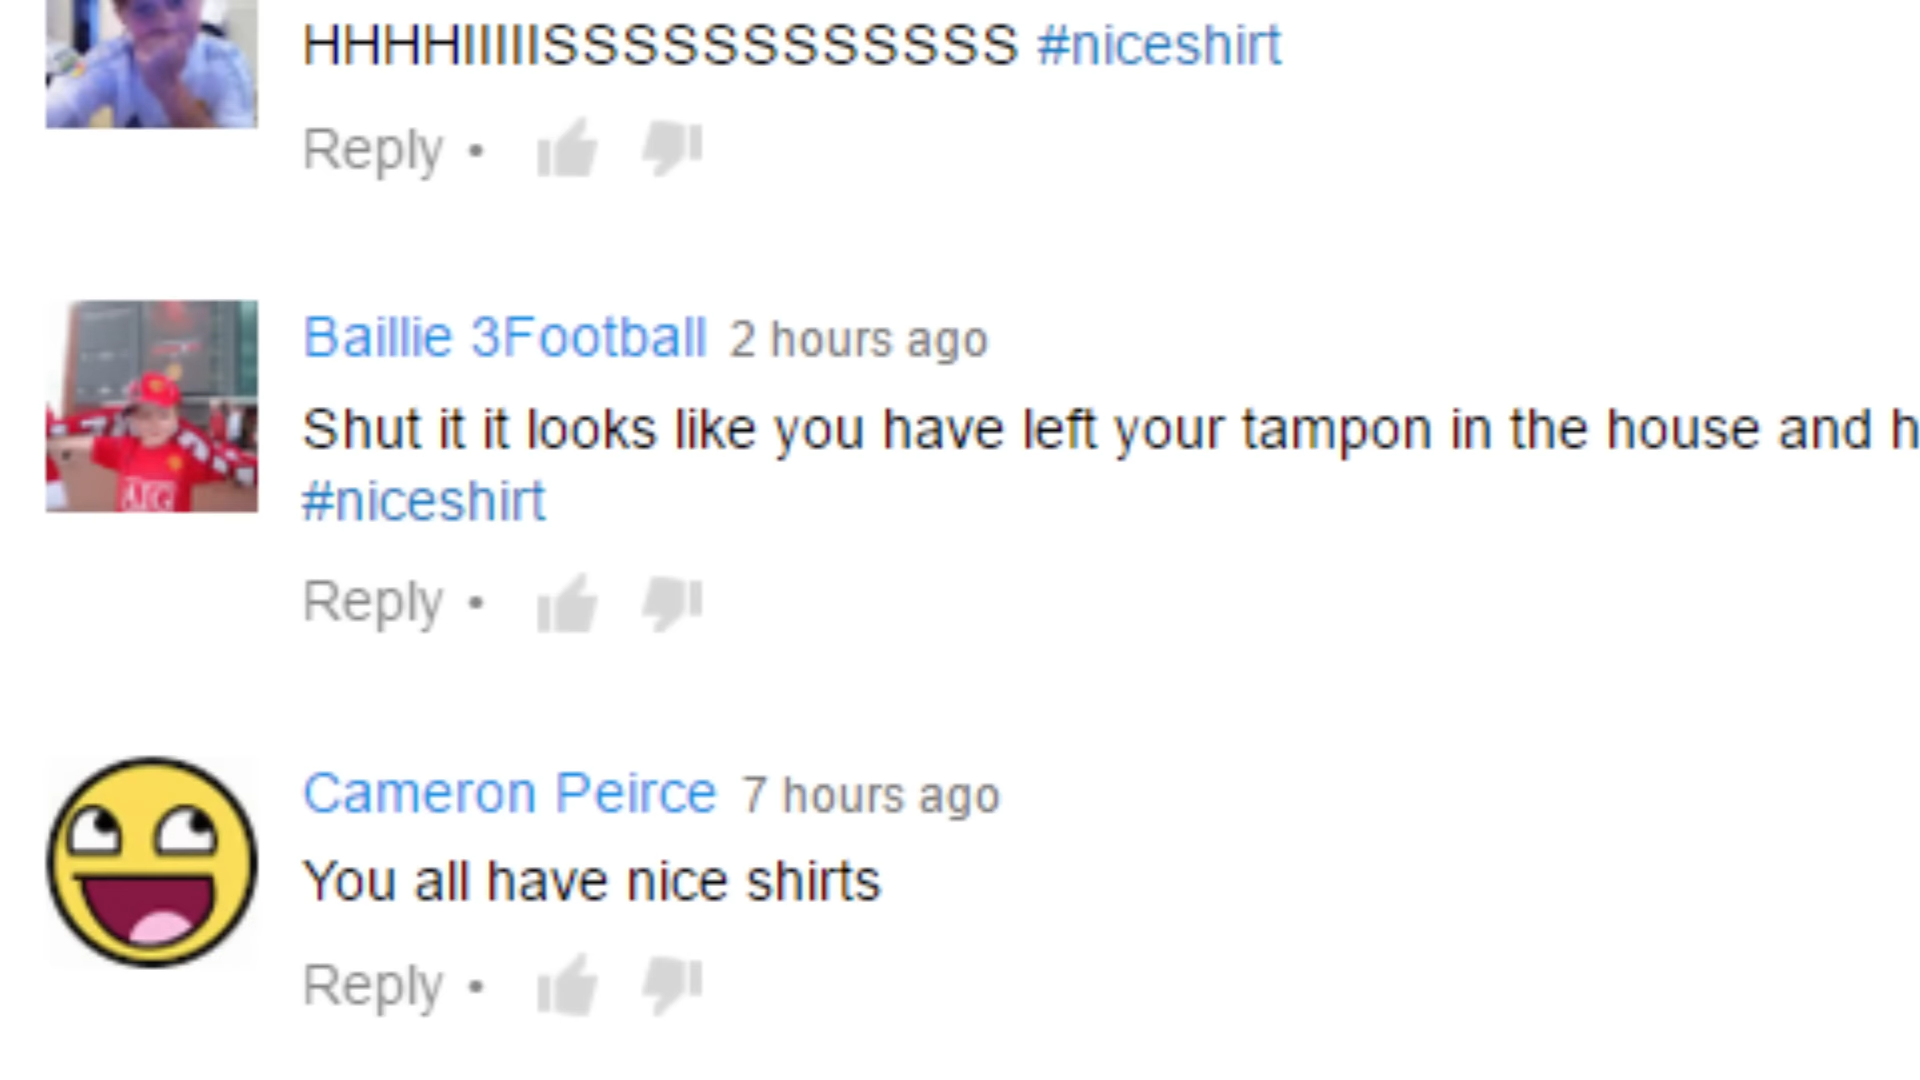 HHHHIIIIISSSSSSSSSSSS #niceshirt
Reply •
Baillie 3Football 2 hours ago
Shut it it looks like you have left your tampon in the house and h
#niceshirt
Reply •
AIG
Cameron Peirce 7 hours ago
You all have nice shirts
Reply •